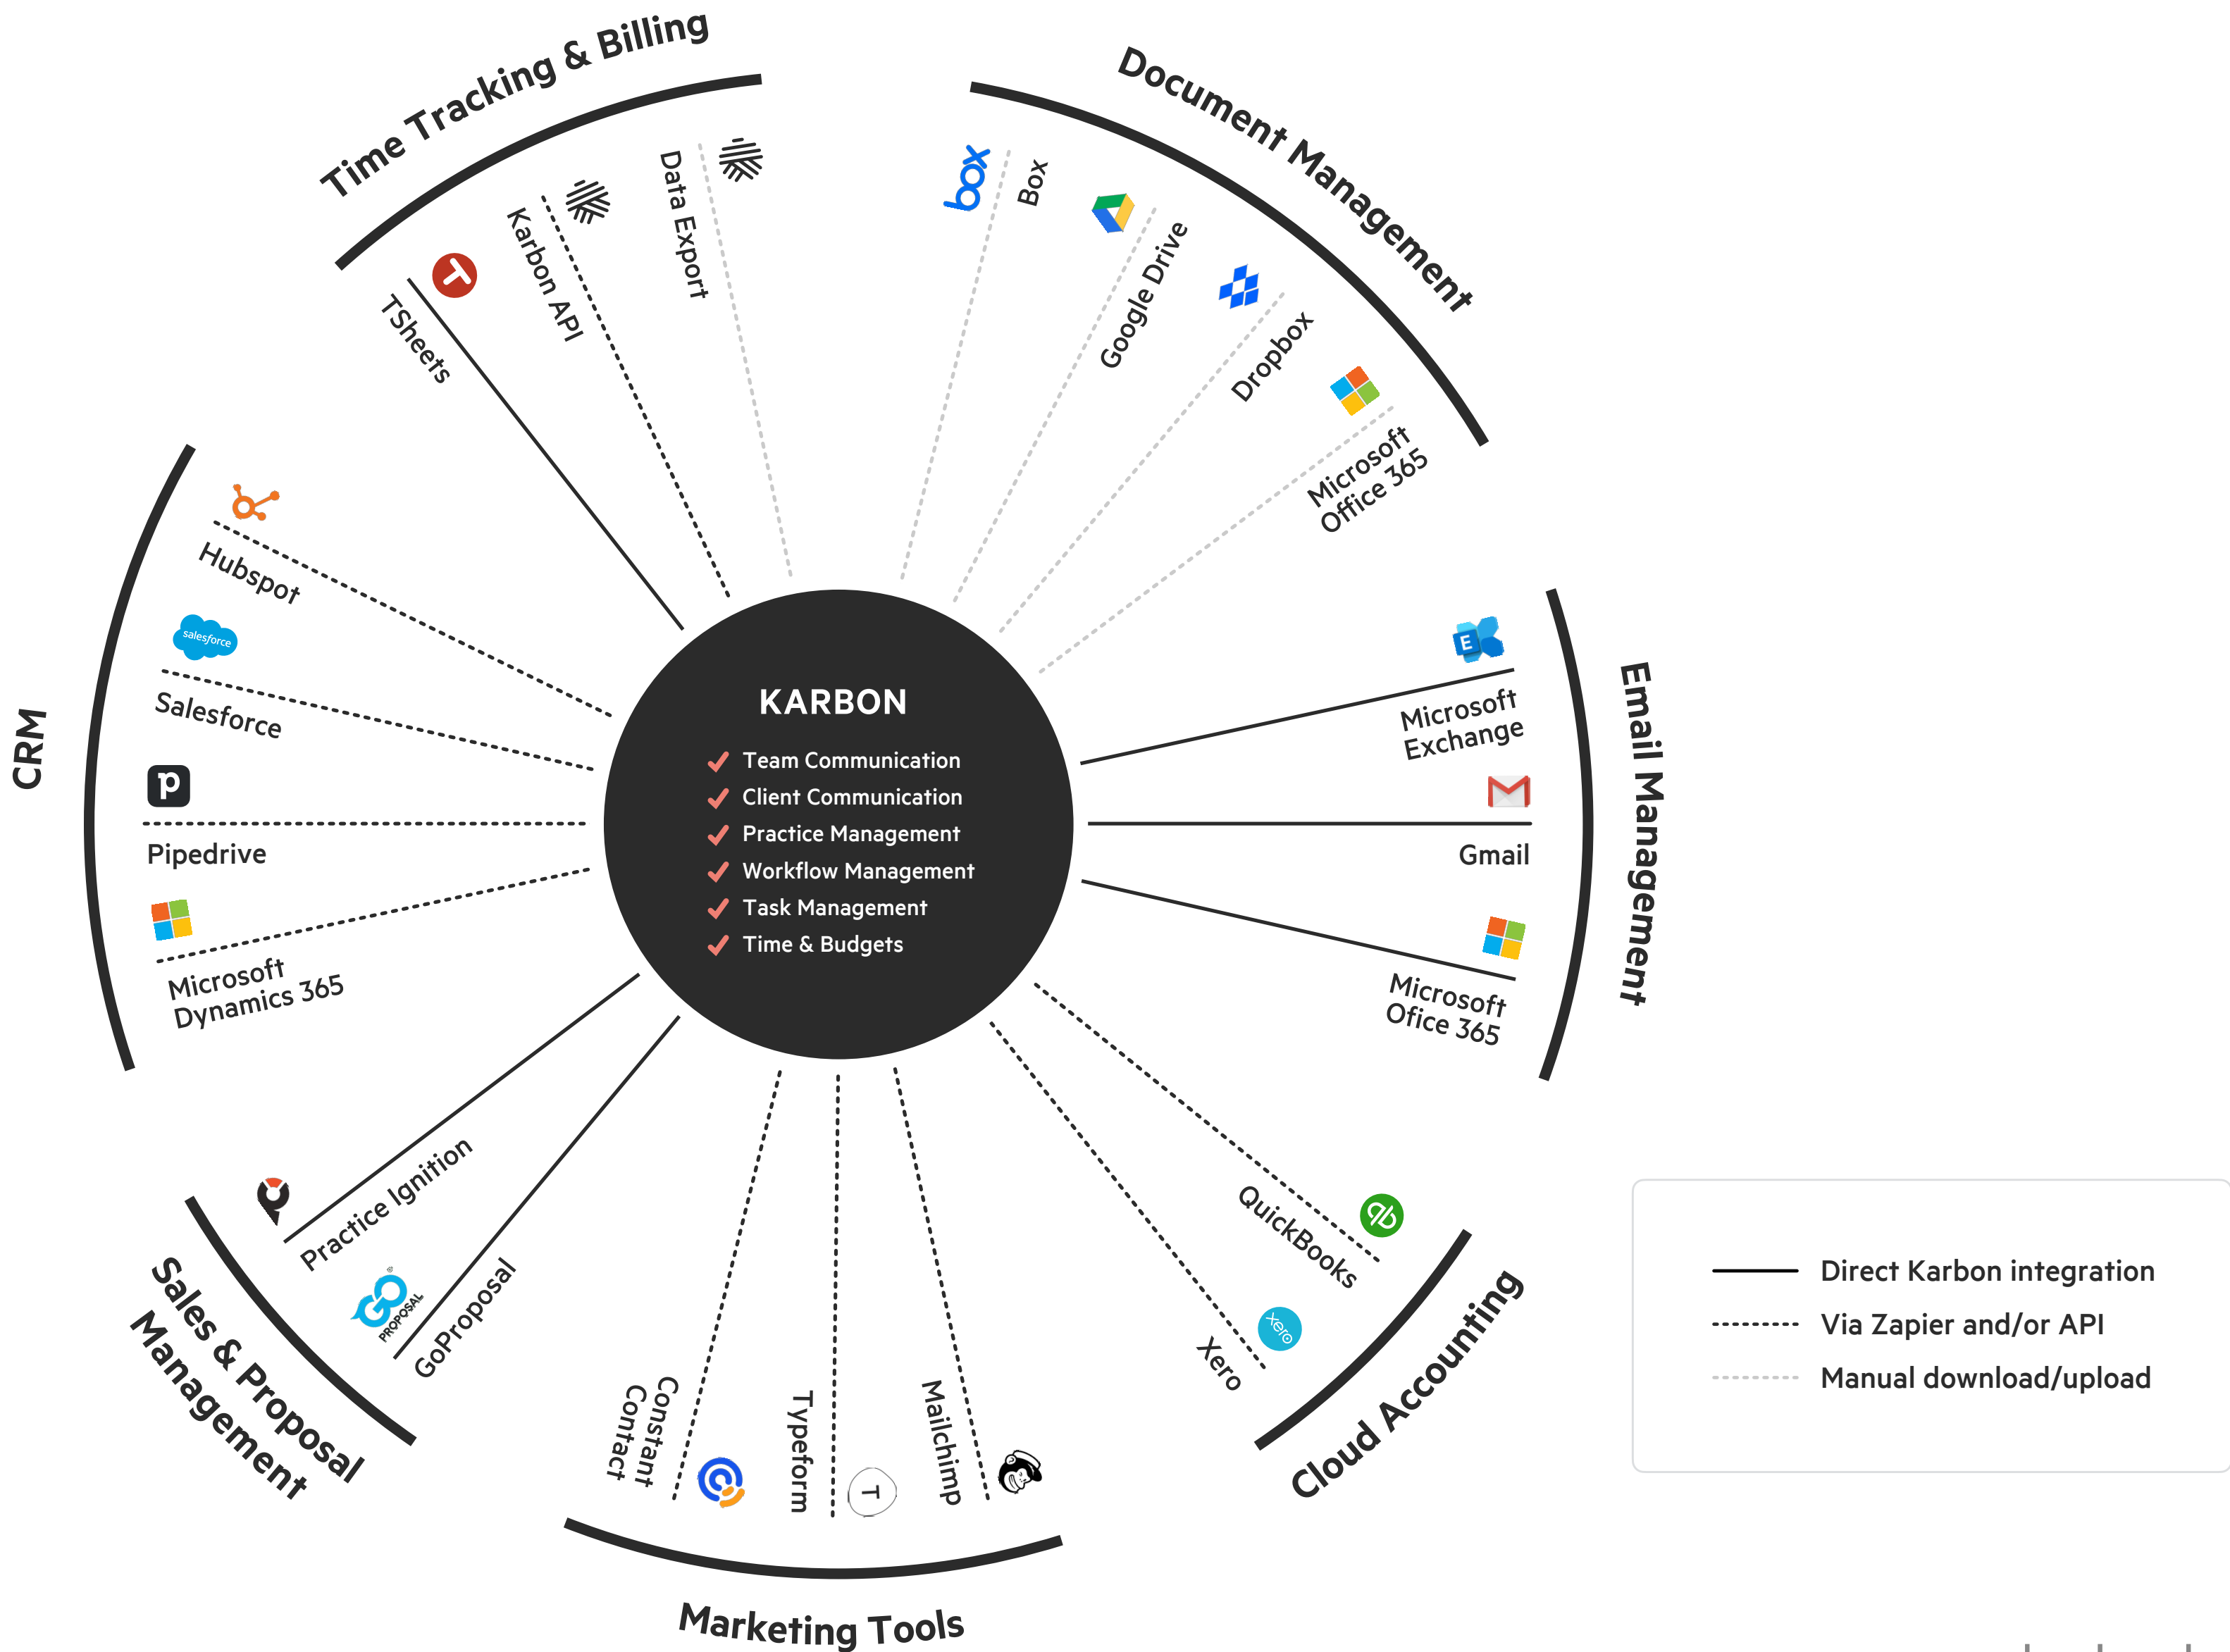 Time Tracking & Billing
TSheets
Karbon API
Data Export
Document Management
box
Box
Google Drive
Dropbox
Microsoft
Office 365
Email Management
E
Microsoft
Exchange
Gmail
Microsoft
Ofice 365
CRM
Hubspot
salesforce
Salesforce
p
Pipedrive
Microsoft
Dynamics 365
KARBON
Team Communication
Client Communication
Practice Management
Workflow Management
Task Management
Time & Budgets
Sales & Proposal
Management
Practice Ignition
PROPOSAL
GoProposal
Marketing Tools
Constant
Contact
Typeform
T
Mailchimp
Cloud Accounting
QuickBooks
xero
Xero
Direct Karbon integration
Via Zapier and/or API
Manual download/upload